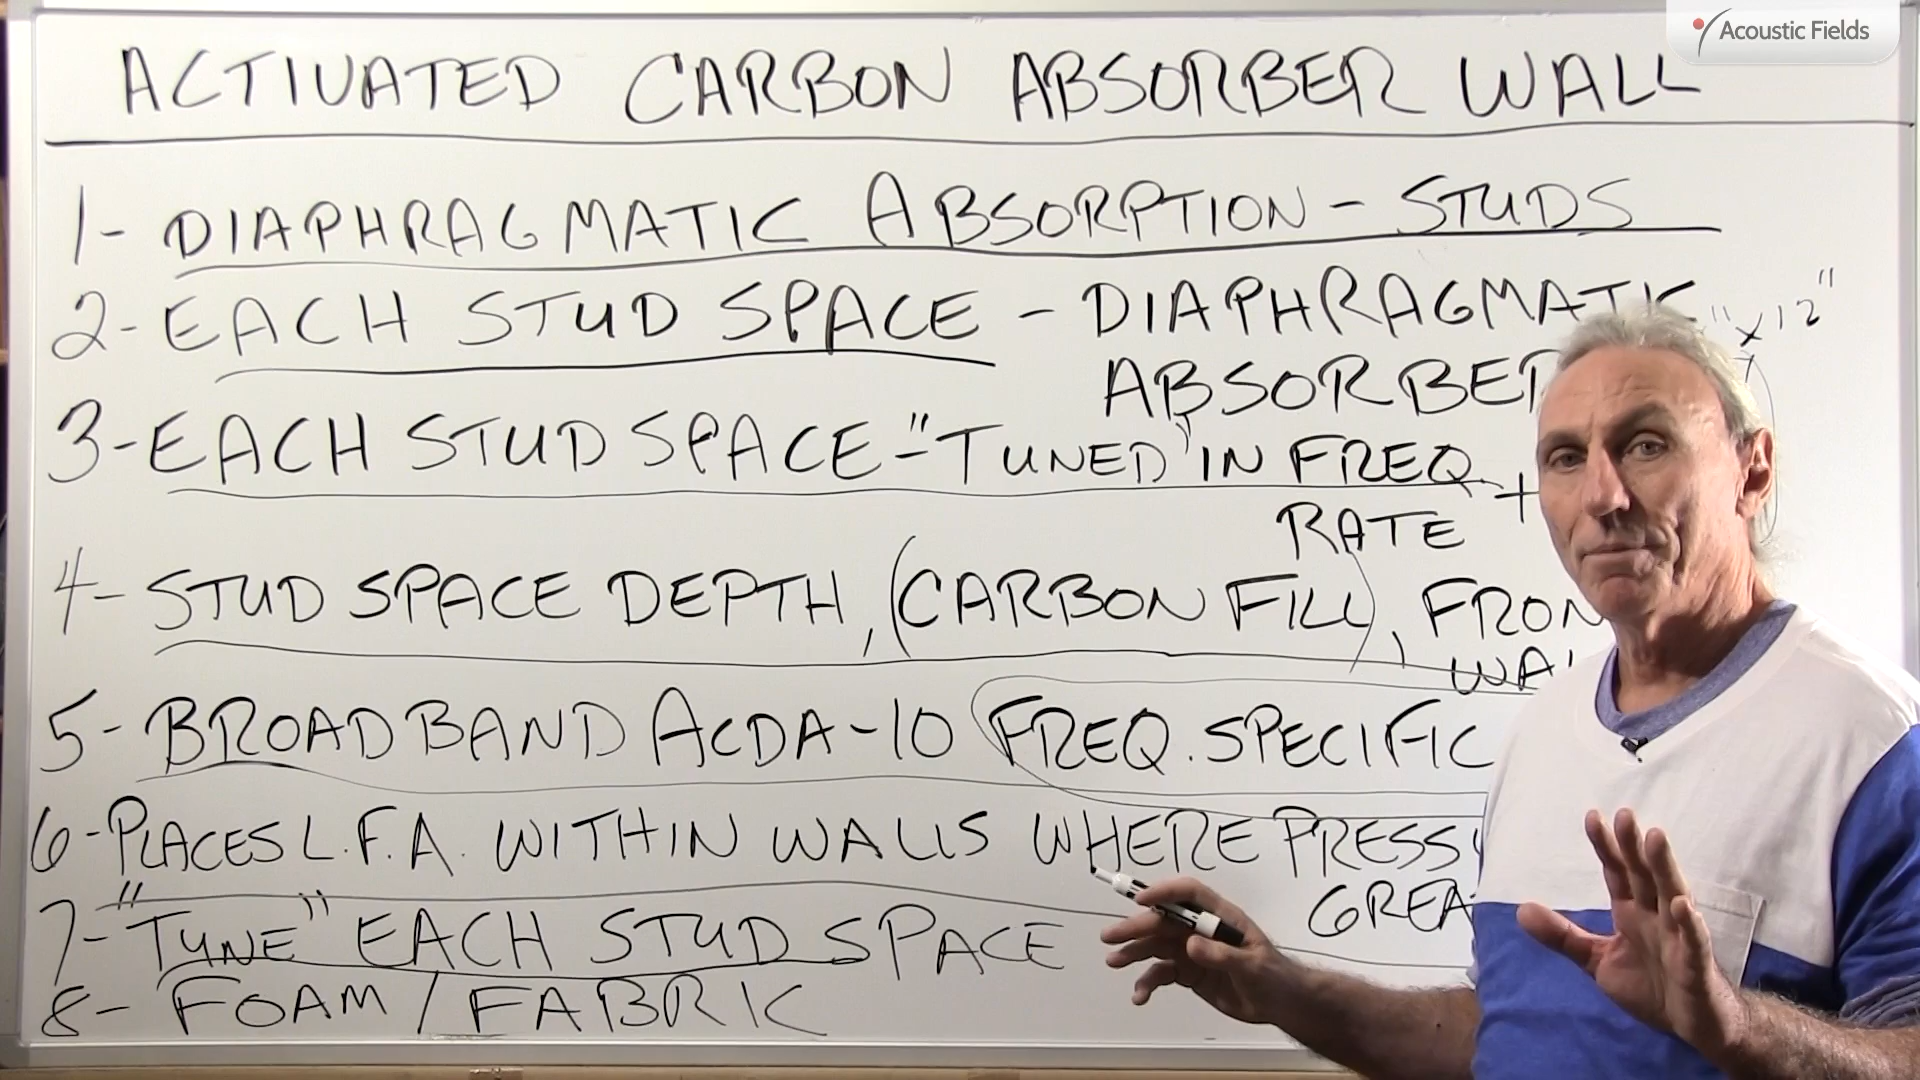 Acoustic Fields
ACTIVATED CARBON ABSORBER WALL
1- DIAPHRAGMATIC ABSORPTION - STUDS
2- EACH STUD SPACE - DIAPHRAGMATIC
" x 12"
ABSORBER
3- EACH STUD SPACE - "TUNED" IN FREQ. +
RATE
4- STUD SPACE DEPTH, (CARBON FILL),
5- BROADBAND ACDA-10 FREQ. SPECIFIC
6- PLACES L.F.A. WITHIN WALLS WHERE
7- "TUNE" EACH STUD SPACE
8- FOAM / FABRIC